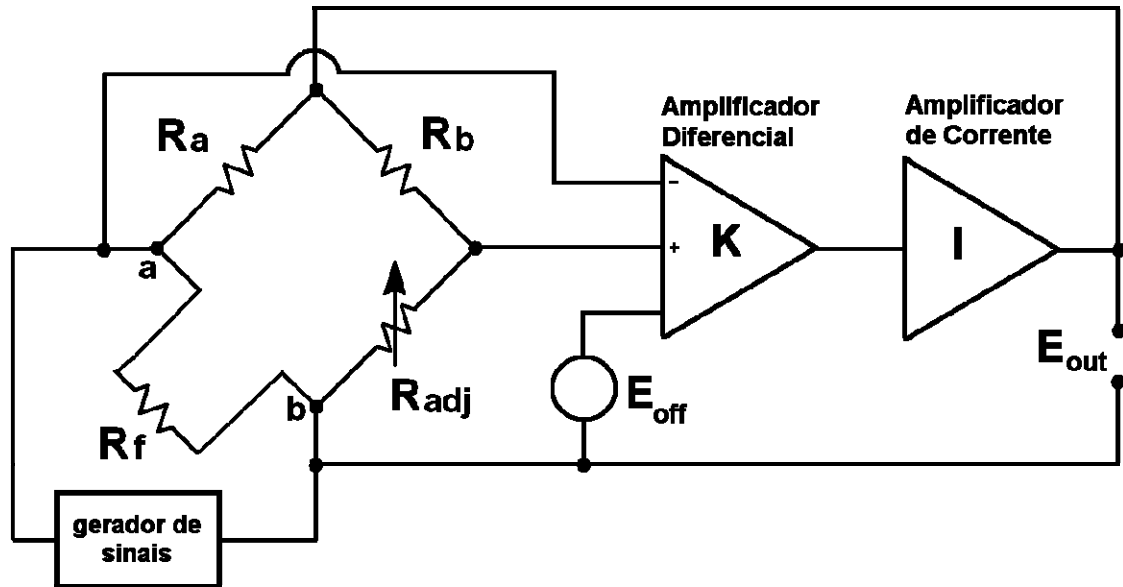 Amplificador
Diferencial
Amplificador
de Corrente
Ra
Rb
−
K
+
I
a
Eout
Radj
Eoff
b
Rf
gerador de
sinais